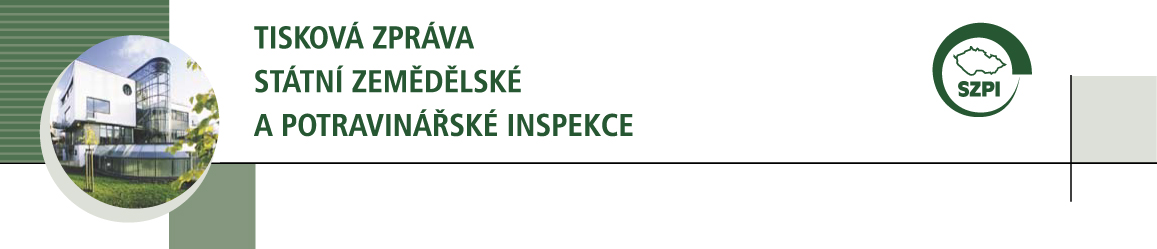 TISKOVÁ ZPRÁVA
STÁTNÍ ZEMĚDĚLSKÉ
A POTRAVINÁŘSKÉ INSPEKCE
SZPI